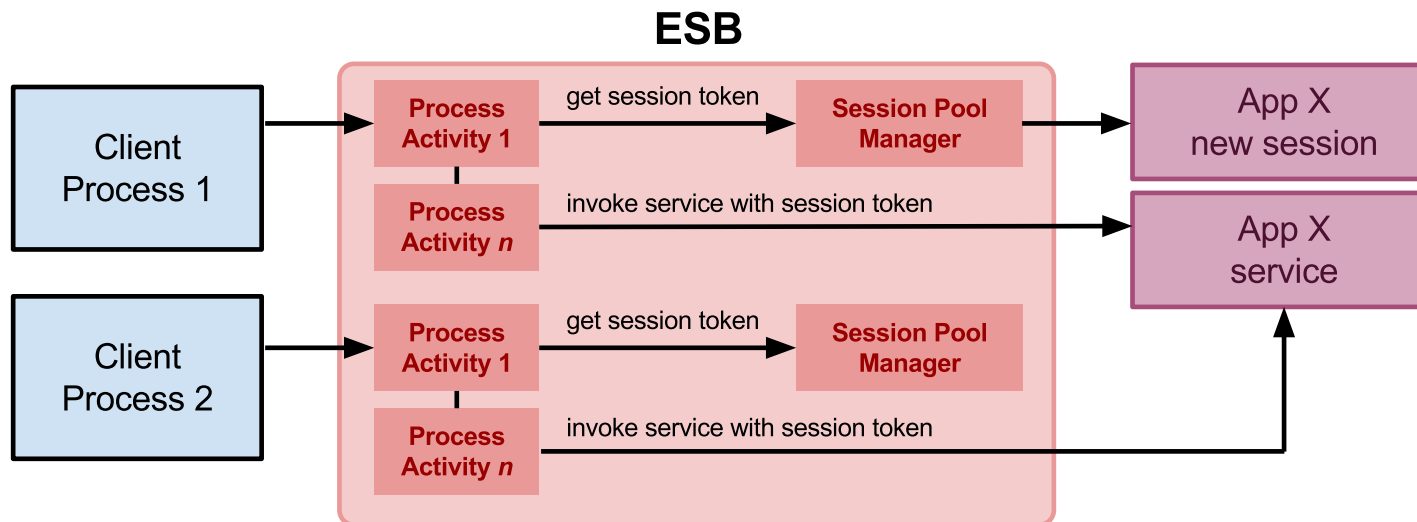 ESB
Client
Process 1
Process
Activity 1
get session token
Session Pool
Manager
App X
new session
Process
Activity n
invoke service with session token
App X
service
Client
Process 2
Process
Activity 1
get session token
Session Pool
Manager
Process
Activity n
invoke service with session token